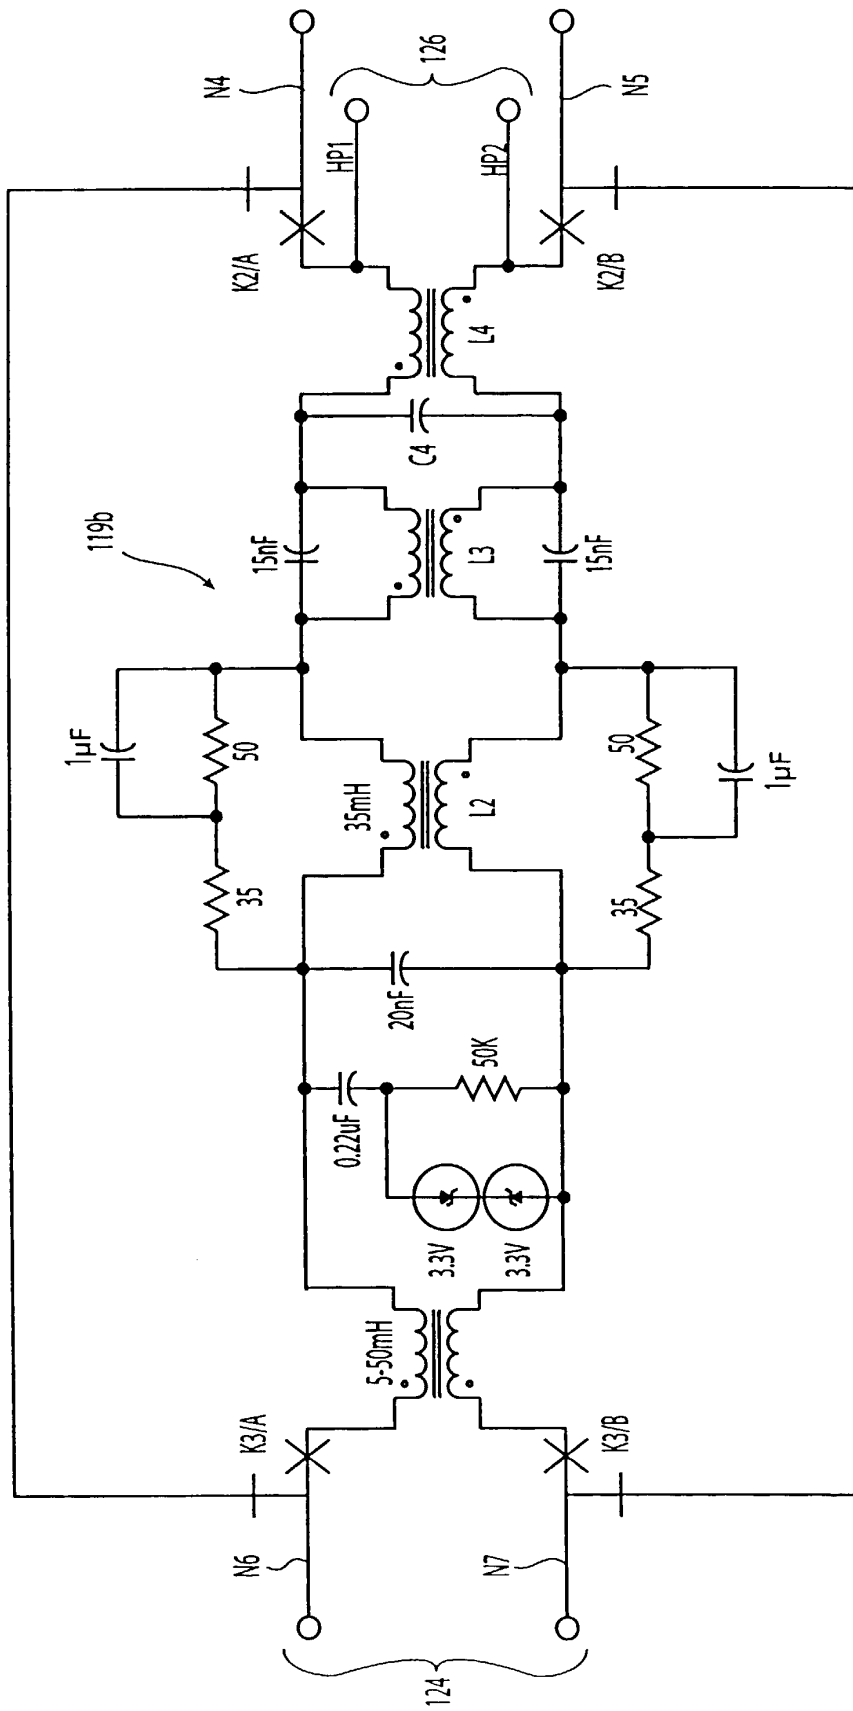 119b
124
N6
N7
K3/A
K3/B
5-50mH
3.3V
3.3V
0.22uF
50K
20nF
35
1µF
50
35mH
L2
35
50
1µF
15nF
L3
15nF
C4
L4
K2/A
K2/B
HP1
HP2
N4
N5
126